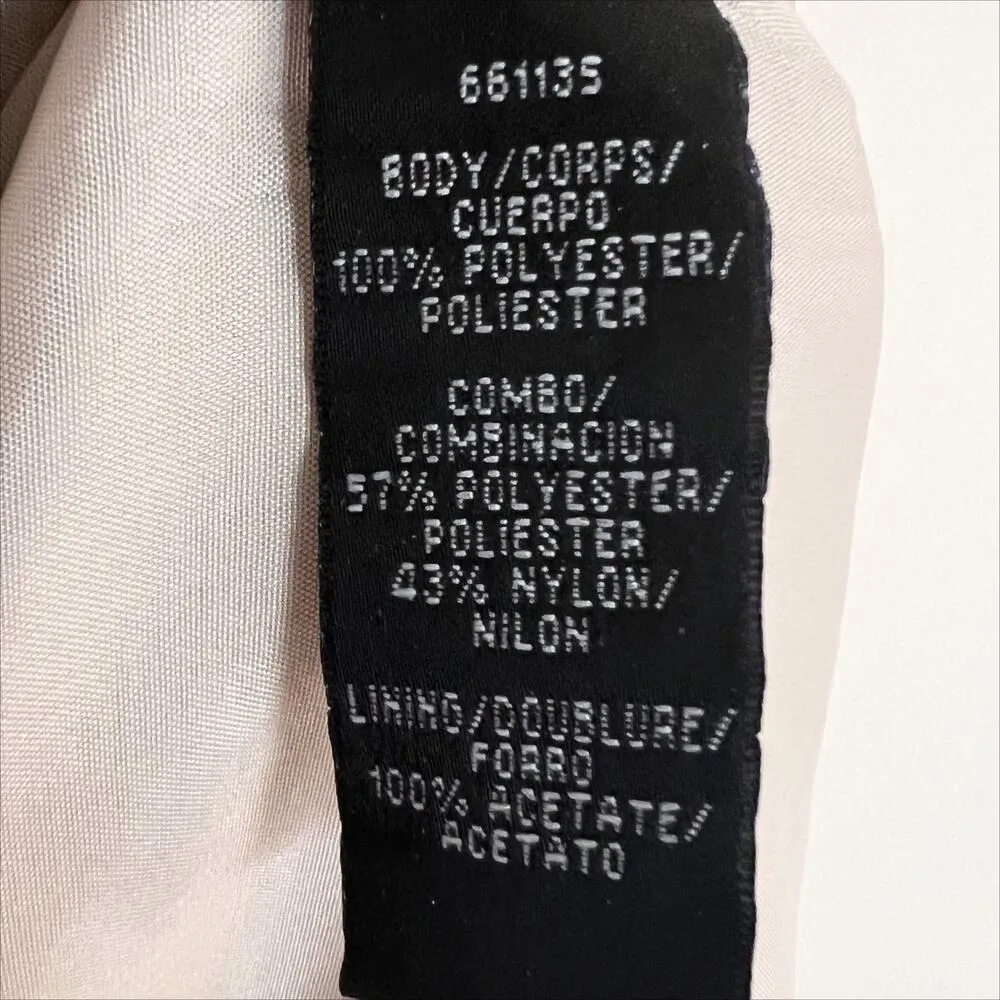 661135
BODY/CORPS/
CUERPO
100% POLYESTER/
POLIESTER
COMBO/
COMBINACION
57% POLYESTER/
POLIESTER
43% NYLON/
NILON
LINING/DOUBLURE/
FORRO
100% ACETATE/
ACETATO